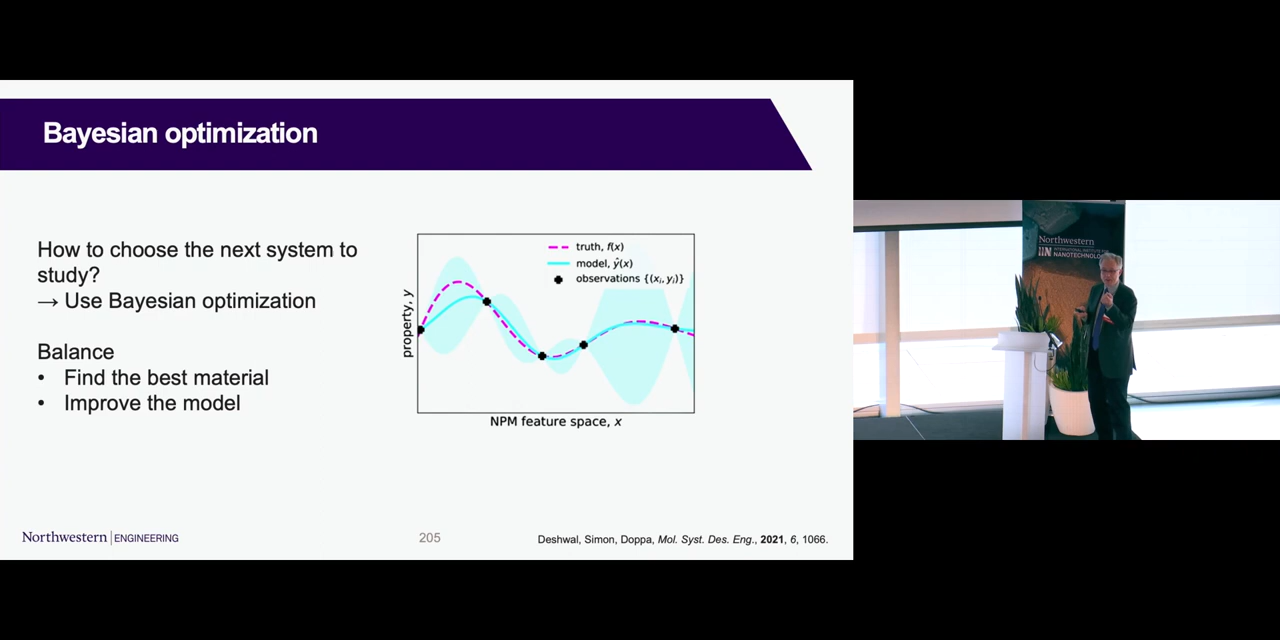 Bayesian optimization
How to choose the next system to
study?
→ Use Bayesian optimization
Balance
• Find the best material
• Improve the model
truth, f(x)
model, ŷ(x)
observations {(xᵢ, yᵢ)}
property, y
NPM feature space, x
Northwestern | ENGINEERING
205
Deshwal, Simon, Doppa, Mol. Syst. Des. Eng., 2021, 6, 1066.
Northwestern
INTERNATIONAL INSTITUTE FOR
NANOTECHNOLOGY